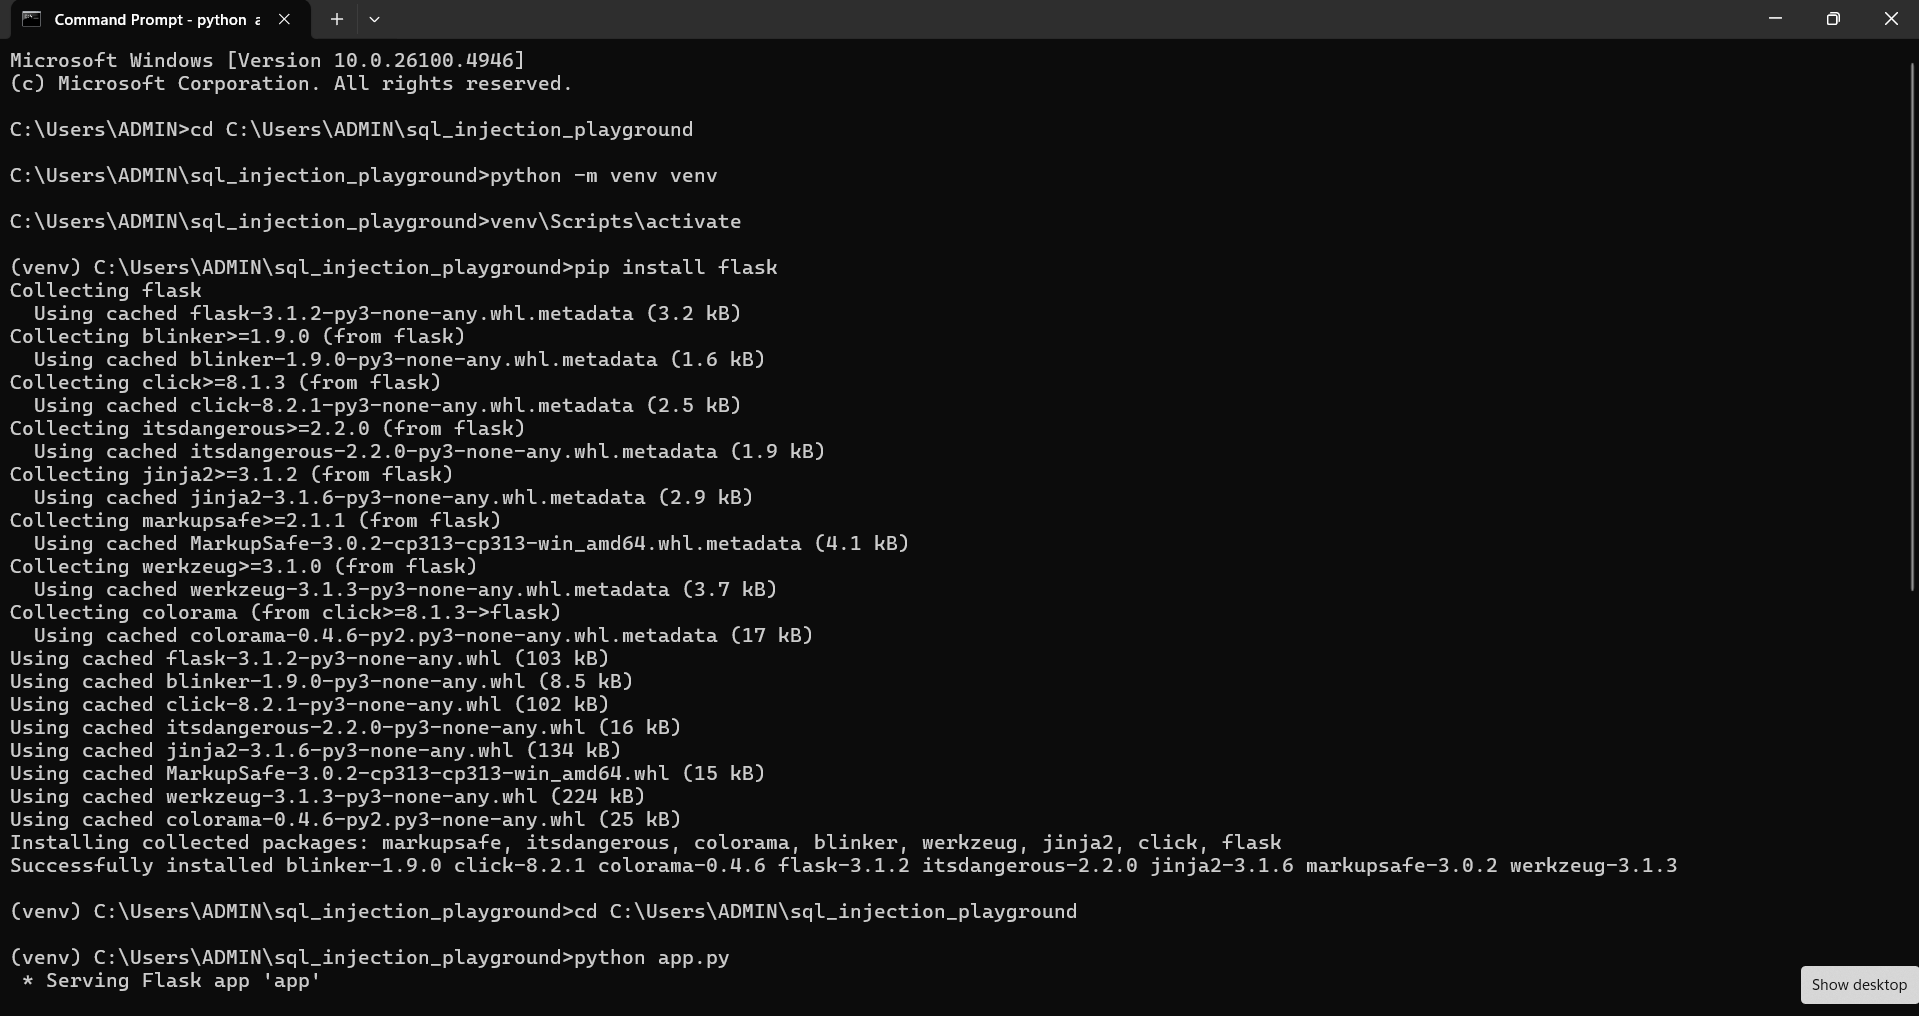 Command Prompt - python a
Microsoft Windows [Version 10.0.26100.4946]
(c) Microsoft Corporation. All rights reserved.
C:\Users\ADMIN>cd C:\Users\ADMIN\sql_injection_playground
C:\Users\ADMIN\sql_injection_playground>python -m venv venv
C:\Users\ADMIN\sql_injection_playground>venv\Scripts\activate
(venv) C:\Users\ADMIN\sql_injection_playground>pip install flask
Collecting flask
  Using cached flask-3.1.2-py3-none-any.whl.metadata (3.2 kB)
Collecting blinker>=1.9.0 (from flask)
  Using cached blinker-1.9.0-py3-none-any.whl.metadata (1.6 kB)
Collecting click>=8.1.3 (from flask)
  Using cached click-8.2.1-py3-none-any.whl.metadata (2.5 kB)
Collecting itsdangerous>=2.2.0 (from flask)
  Using cached itsdangerous-2.2.0-py3-none-any.whl.metadata (1.9 kB)
Collecting jinja2>=3.1.2 (from flask)
  Using cached jinja2-3.1.6-py3-none-any.whl.metadata (2.9 kB)
Collecting markupsafe>=2.1.1 (from flask)
  Using cached MarkupSafe-3.0.2-cp313-cp313-win_amd64.whl.metadata (4.1 kB)
Collecting werkzeug>=3.1.0 (from flask)
  Using cached werkzeug-3.1.3-py3-none-any.whl.metadata (3.7 kB)
Collecting colorama (from click>=8.1.3->flask)
  Using cached colorama-0.4.6-py2.py3-none-any.whl.metadata (17 kB)
Using cached flask-3.1.2-py3-none-any.whl (103 kB)
Using cached blinker-1.9.0-py3-none-any.whl (8.5 kB)
Using cached click-8.2.1-py3-none-any.whl (102 kB)
Using cached itsdangerous-2.2.0-py3-none-any.whl (16 kB)
Using cached jinja2-3.1.6-py3-none-any.whl (134 kB)
Using cached MarkupSafe-3.0.2-cp313-cp313-win_amd64.whl (15 kB)
Using cached werkzeug-3.1.3-py3-none-any.whl (224 kB)
Using cached colorama-0.4.6-py2.py3-none-any.whl (25 kB)
Installing collected packages: markupsafe, itsdangerous, colorama, blinker, werkzeug, jinja2, click, flask
Successfully installed blinker-1.9.0 click-8.2.1 colorama-0.4.6 flask-3.1.2 itsdangerous-2.2.0 jinja2-3.1.6 markupsafe-3.0.2 werkzeug-3.1.3
(venv) C:\Users\ADMIN\sql_injection_playground>cd C:\Users\ADMIN\sql_injection_playground
(venv) C:\Users\ADMIN\sql_injection_playground>python app.py
 * Serving Flask app 'app'
Show desktop